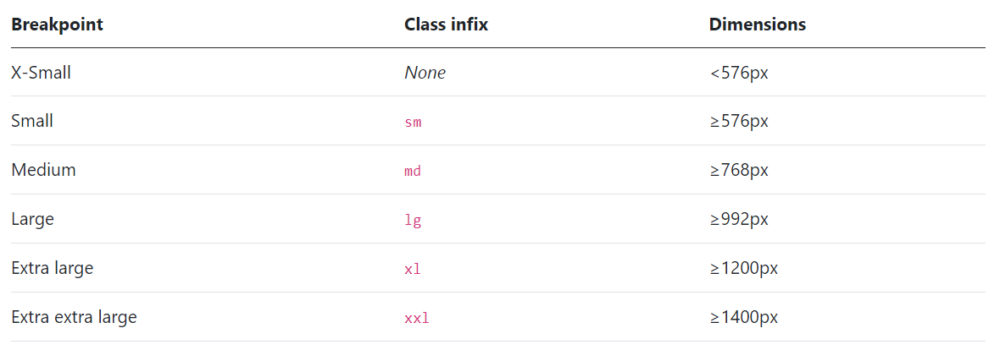 Breakpoint Class infix Dimensions
X-Small None <576px
Small sm ≥576px
Medium md ≥768px
Large lg ≥992px
Extra large xl ≥1200px
Extra extra large xxl ≥1400px